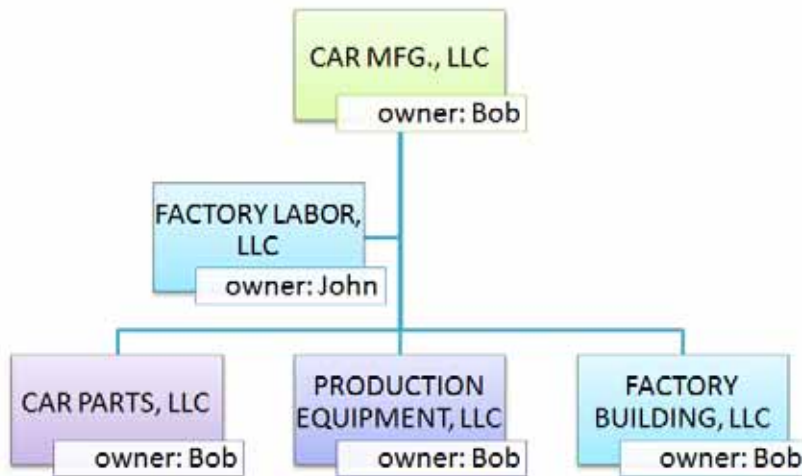 CAR MFG., LLC
owner: Bob
FACTORY LABOR,
LLC
owner: John
CAR PARTS, LLC
owner: Bob
PRODUCTION
EQUIPMENT, LLC
owner: Bob
FACTORY
BUILDING, LLC
owner: Bob